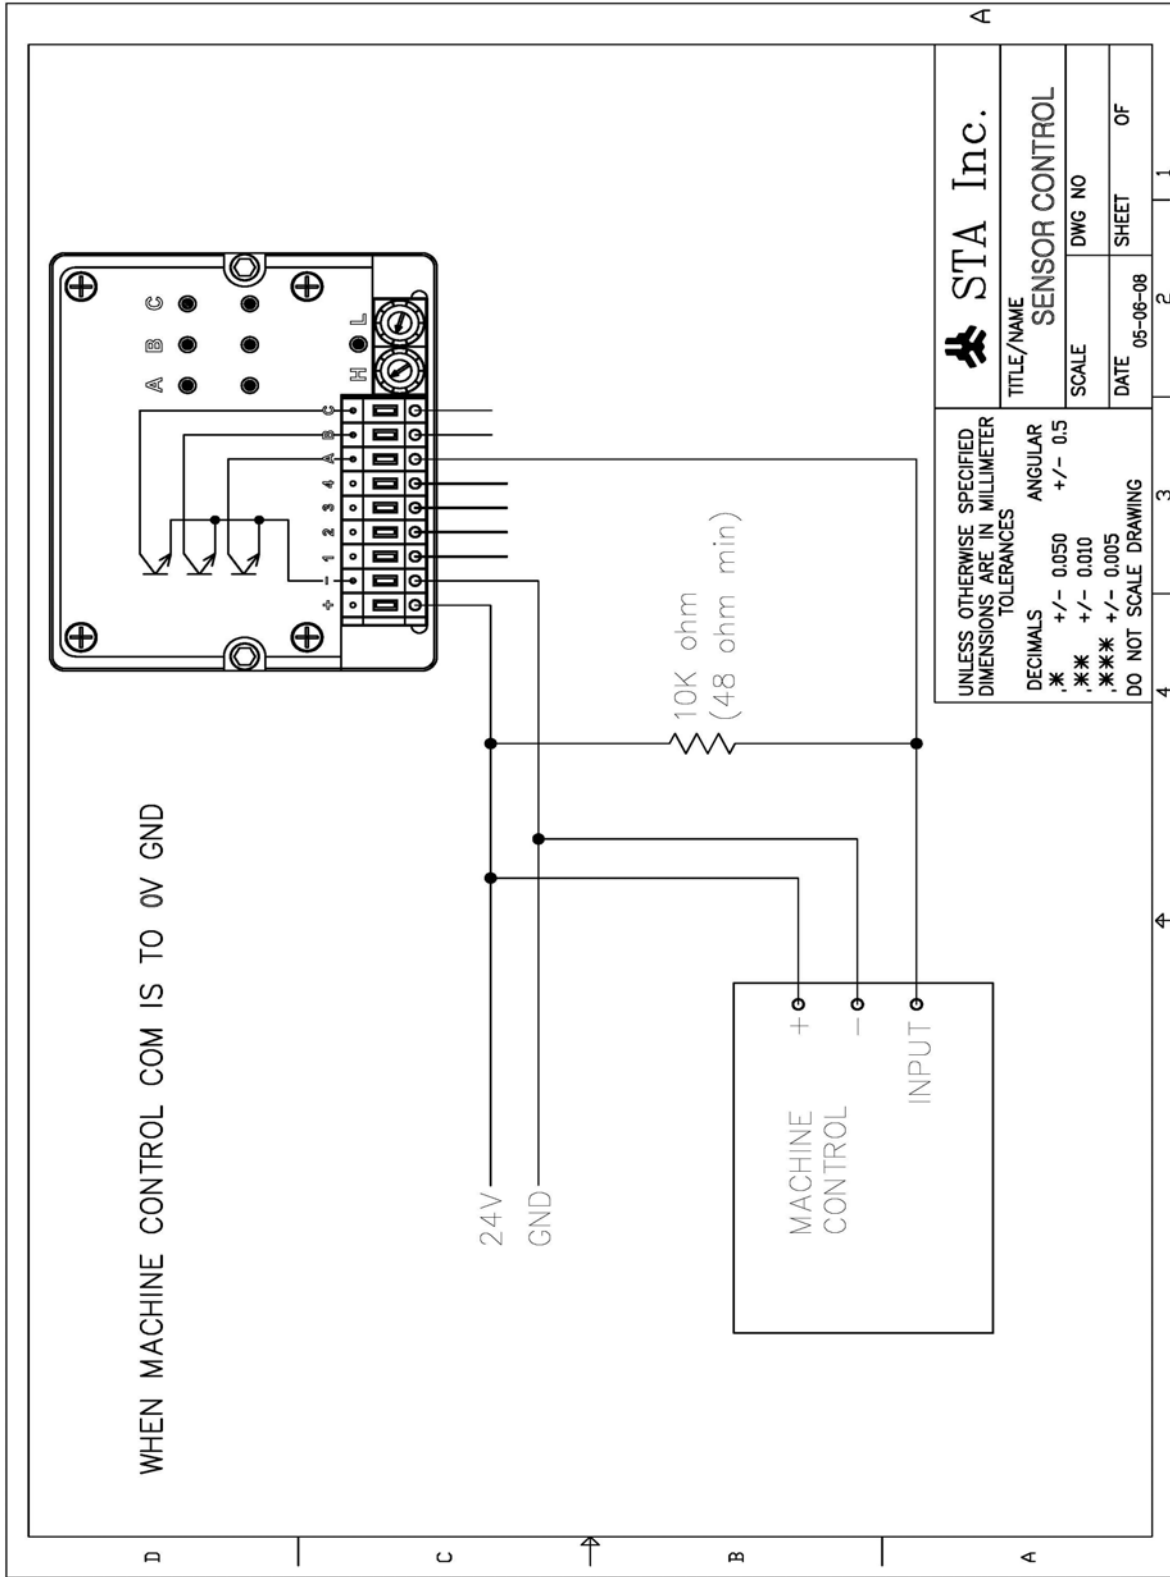 WHEN MACHINE CONTROL COM IS TO 0V GND
A B C
H L
+ - 1 2 3 4 A B C
24V
GND
10K ohm
(48 ohm min)
MACHINE
CONTROL
+
-
INPUT
UNLESS OTHERWISE SPECIFIED
DIMENSIONS ARE IN MILLIMETER
TOLERANCES
DECIMALS ANGULAR
.* +/- 0.050 +/- 0.5
.** +/- 0.010
.*** +/- 0.005
DO NOT SCALE DRAWING
STA Inc.
TITLE/NAME
SENSOR CONTROL
SCALE DWG NO
DATE 05-06-08 SHEET OF
D
C
B
A
A
4 3 2 1